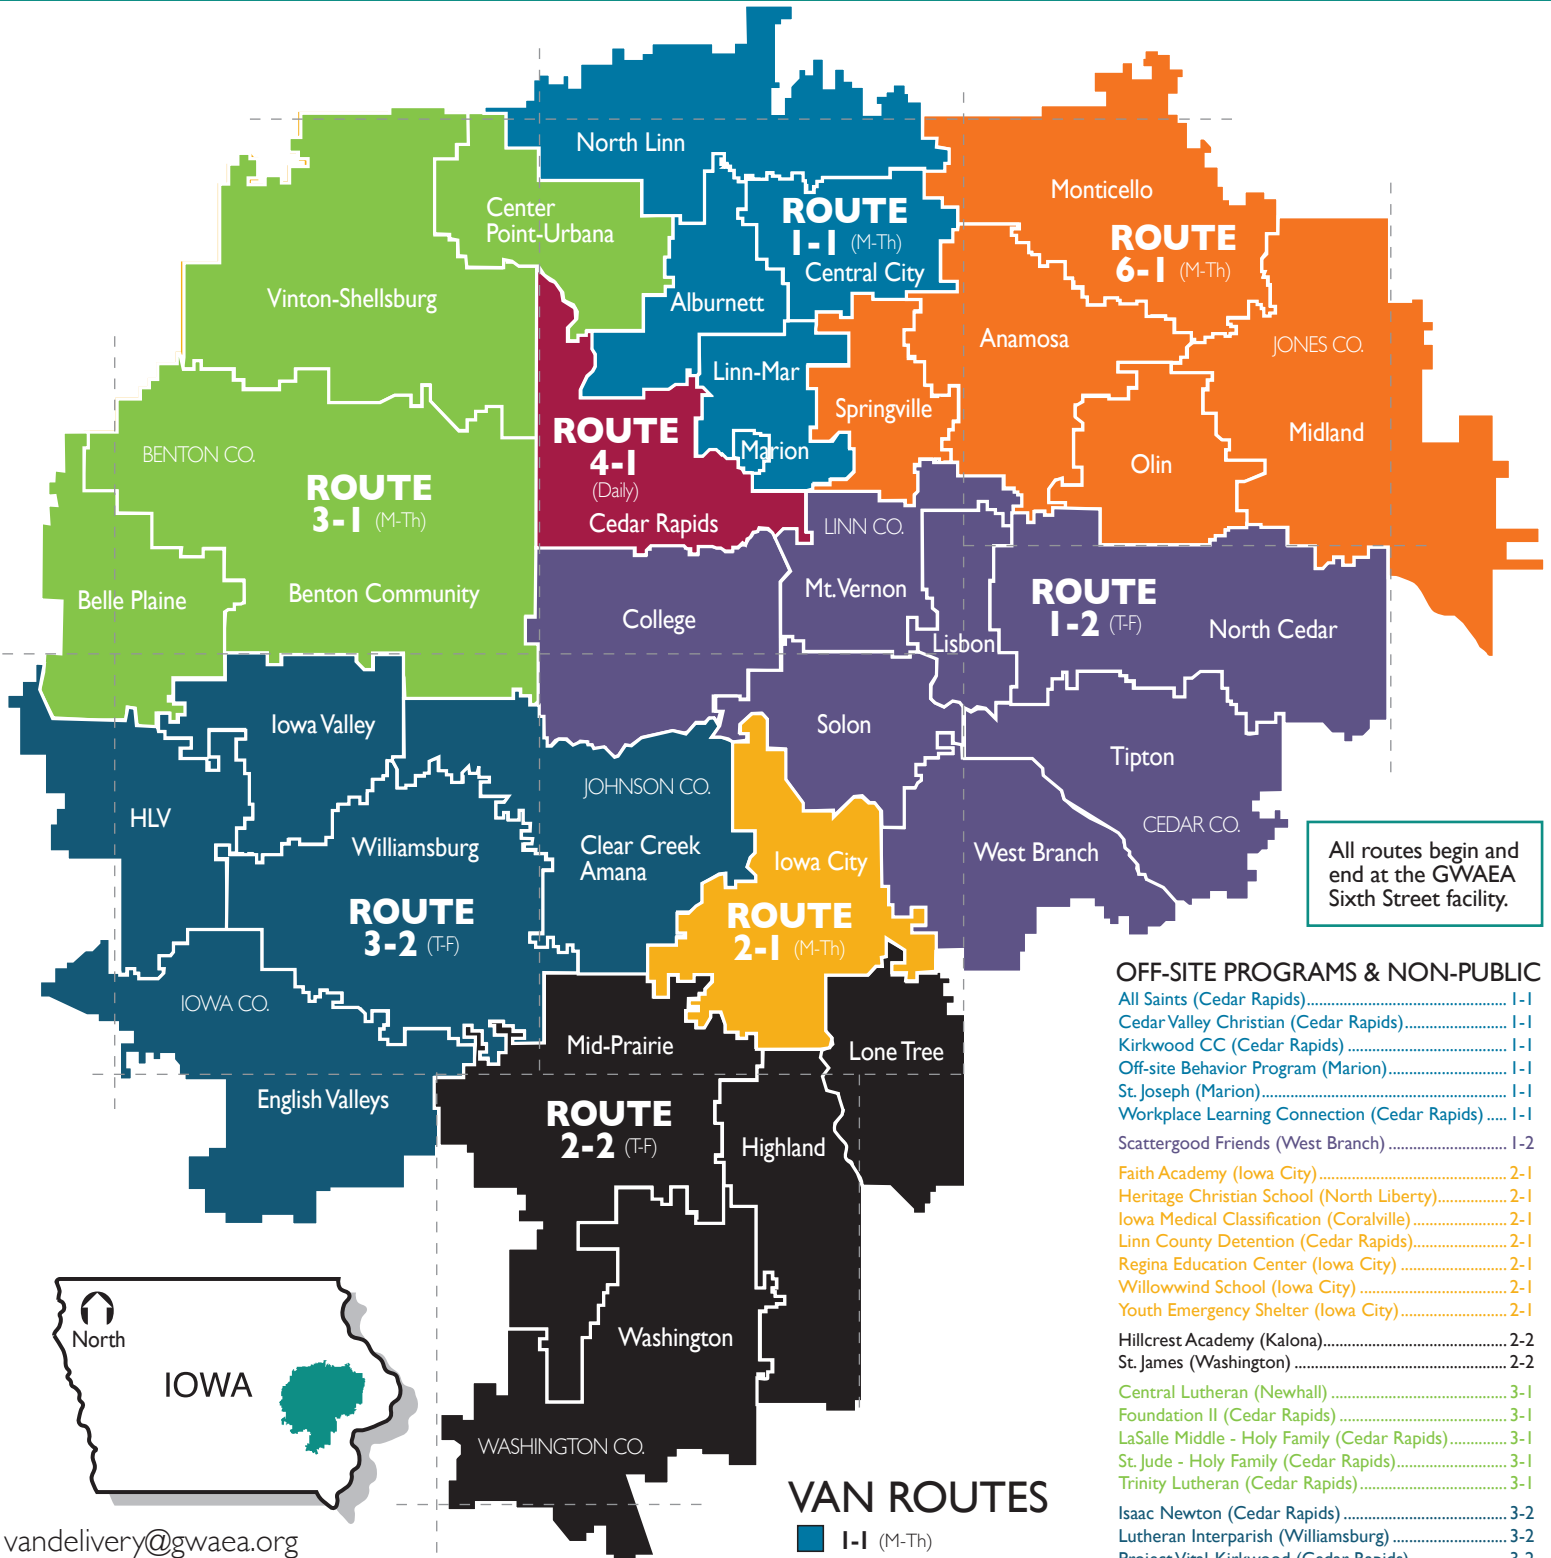 North Linn
Monticello
Center
Point-Urbana
ROUTE
1-1 (M-Th)
Central City
ROUTE
6-1 (M-Th)
Vinton-Shellsburg
Alburnett
Anamosa
JONES CO.
Linn-Mar
Springville
Midland
ROUTE
4-1
(Daily)
Cedar Rapids
Marion
Olin
BENTON CO.
ROUTE
3-1 (M-Th)
LINN CO.
Belle Plaine
Benton Community
Mt. Vernon
College
ROUTE
1-2 (T-F)
Lisbon
North Cedar
Iowa Valley
Solon
Tipton
JOHNSON CO.
HLV
CEDAR CO.
Williamsburg
Clear Creek
Amana
Iowa City
West Branch
All routes begin and
end at the GWAEA
Sixth Street facility.
ROUTE
3-2 (T-F)
ROUTE
2-1 (M-Th)
IOWA CO.
Mid-Prairie
Lone Tree
English Valleys
ROUTE
2-2 (T-F)
Highland
Washington
WASHINGTON CO.
North
IOWA
vandelivery@gwaea.org
VAN ROUTES
1-1 (M-Th)
OFF-SITE PROGRAMS & NON-PUBLIC
All Saints (Cedar Rapids)........ 1-1
Cedar Valley Christian (Cedar Rapids)........ 1-1
Kirkwood CC (Cedar Rapids) ........ 1-1
Off-site Behavior Program (Marion)........ 1-1
St. Joseph (Marion)........ 1-1
Workplace Learning Connection (Cedar Rapids) ..... 1-1
Scattergood Friends (West Branch) ........ 1-2
Faith Academy (Iowa City)........ 2-1
Heritage Christian School (North Liberty)........ 2-1
Iowa Medical Classification (Coralville)........ 2-1
Linn County Detention (Cedar Rapids)........ 2-1
Regina Education Center (Iowa City) ........ 2-1
Willowwind School (Iowa City) ........ 2-1
Youth Emergency Shelter (Iowa City)........ 2-1
Hillcrest Academy (Kalona)........ 2-2
St. James (Washington) ........ 2-2
Central Lutheran (Newhall) ........ 3-1
Foundation II (Cedar Rapids) ........ 3-1
LaSalle Middle - Holy Family (Cedar Rapids)........ 3-1
St. Jude - Holy Family (Cedar Rapids)........ 3-1
Trinity Lutheran (Cedar Rapids)........ 3-1
Isaac Newton (Cedar Rapids) ........ 3-2
Lutheran Interparish (Williamsburg) ........ 3-2
Project Vital Kirkwood (Cedar Rapids) ........ 3-2